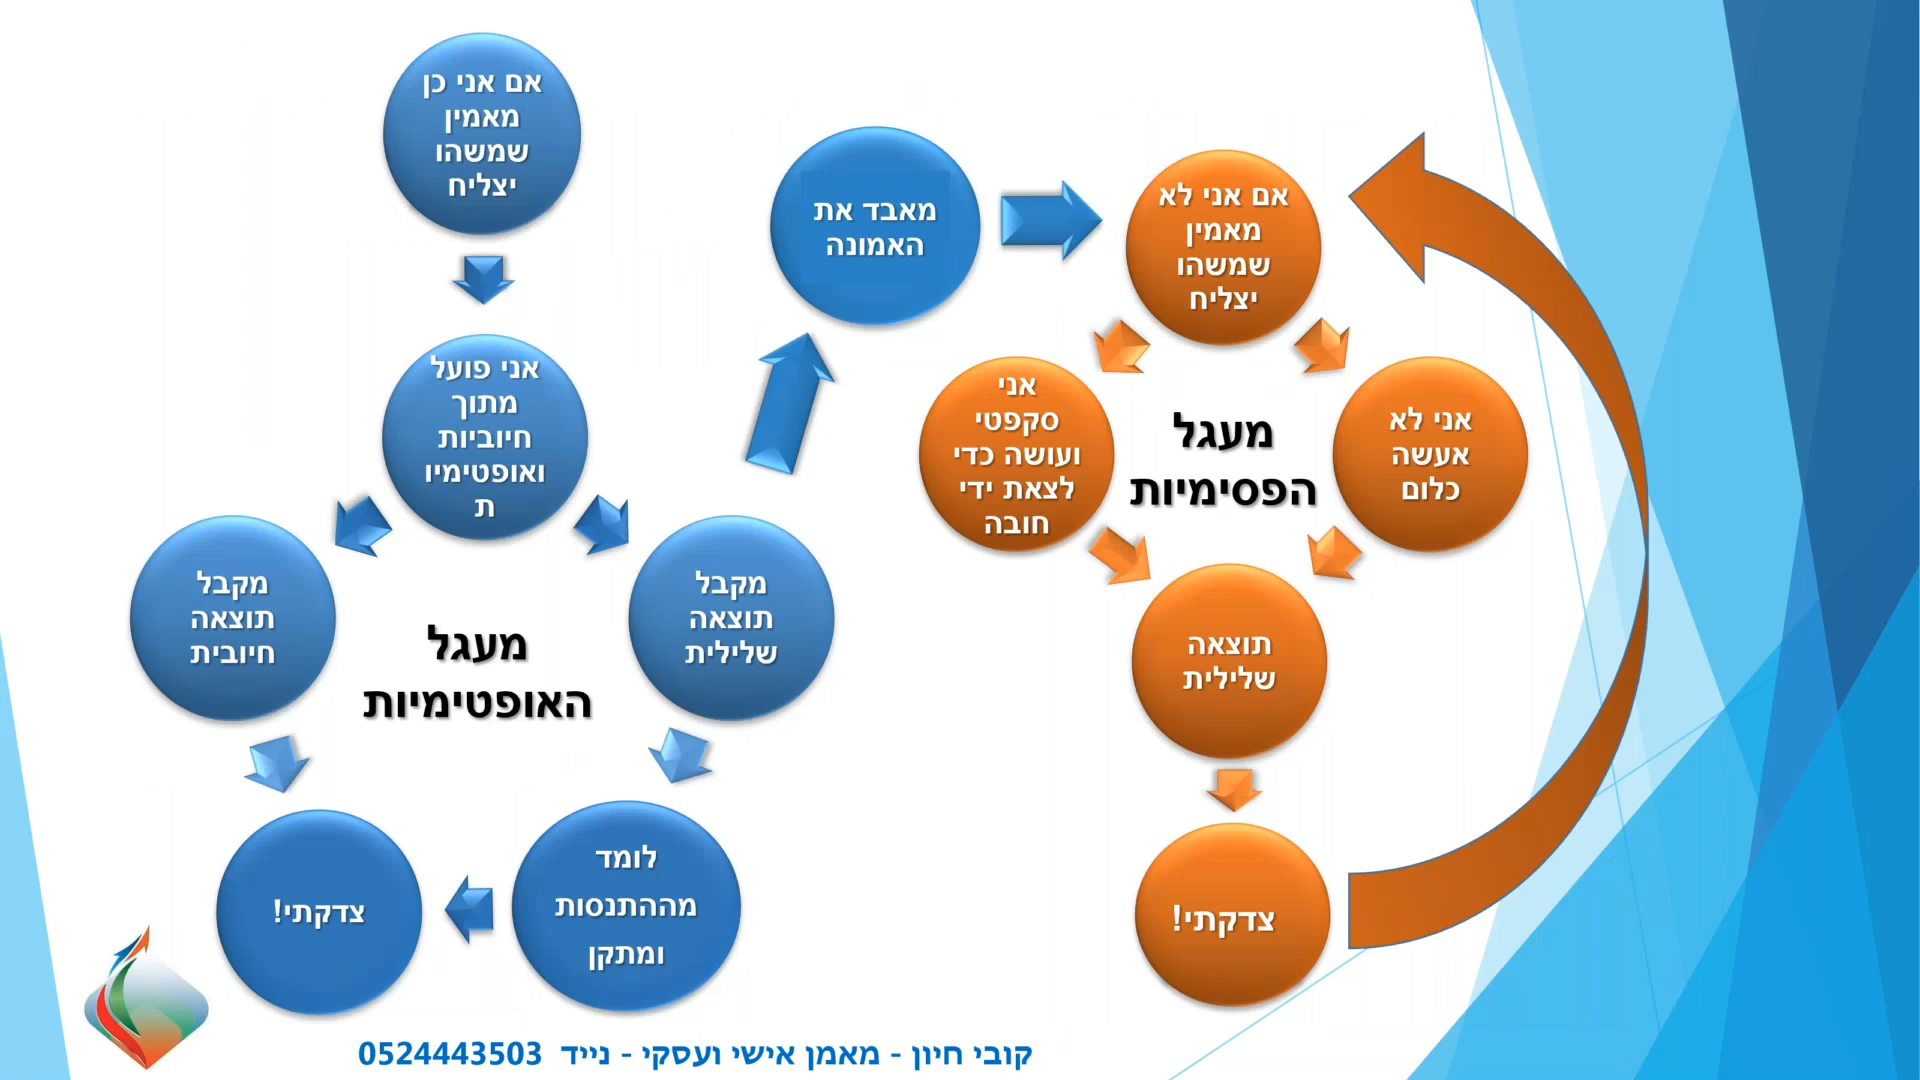 אם אני כן
מאמין
שמשהו
יצליח
אני פועל
מתוך
חיוביות
ואופטימיו
ת
מקבל
תוצאה
חיובית
מקבל
תוצאה
שלילית
מעגל
האופטימיות
לומד
מההתנסות
ומתקן
צדקתי!
מאבד את
האמונה
אם אני לא
מאמין
שמשהו
יצליח
אני לא
אעשה
כלום
אני
סקפטי
ועושה כדי
לצאת ידי
חובה
מעגל
הפסימיות
תוצאה
שלילית
צדקתי!
קובי חיון - מאמן אישי ועסקי - נייד 0524443503